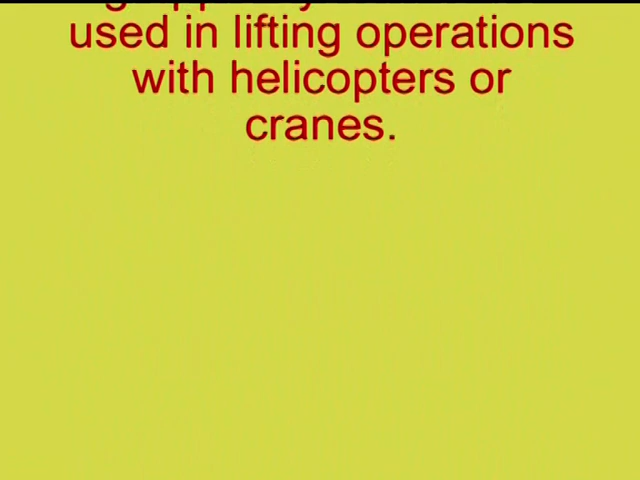 used in lifting operations
with helicopters or
cranes.